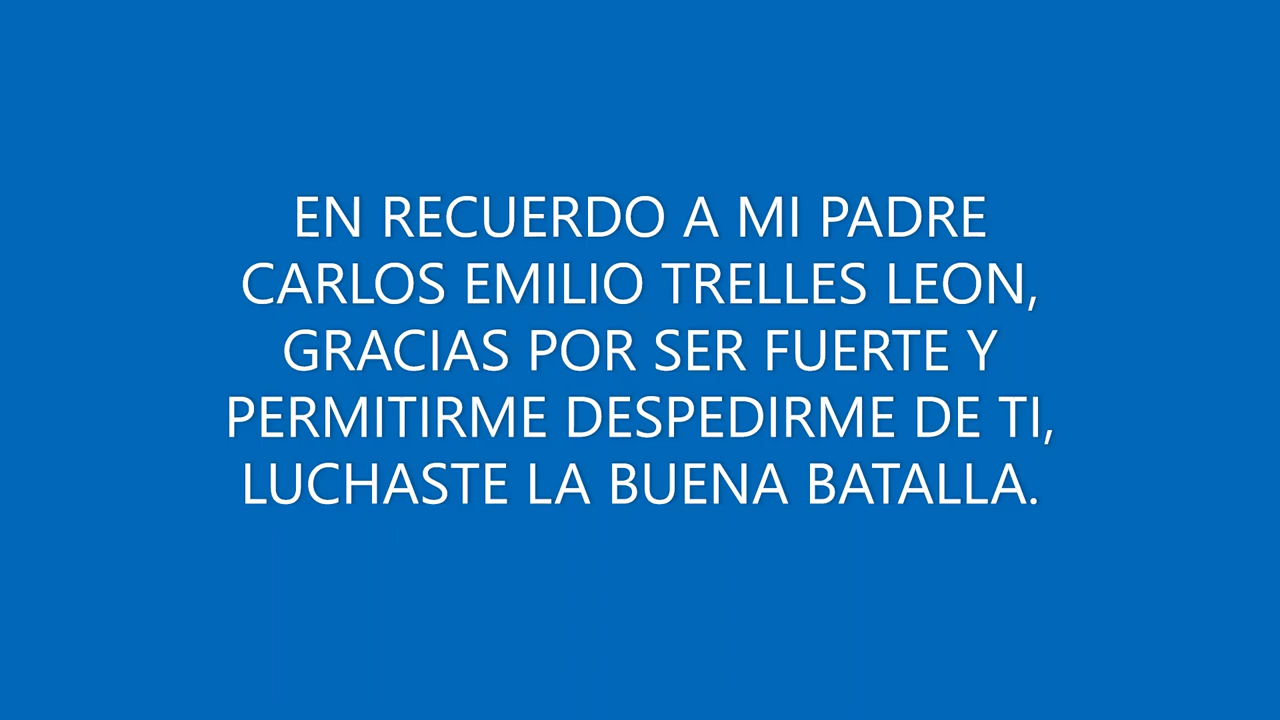 EN RECUERDO A MI PADRE
CARLOS EMILIO TRELLES LEON,
GRACIAS POR SER FUERTE Y
PERMITIRME DESPEDIRME DE TI,
LUCHASTE LA BUENA BATALLA.